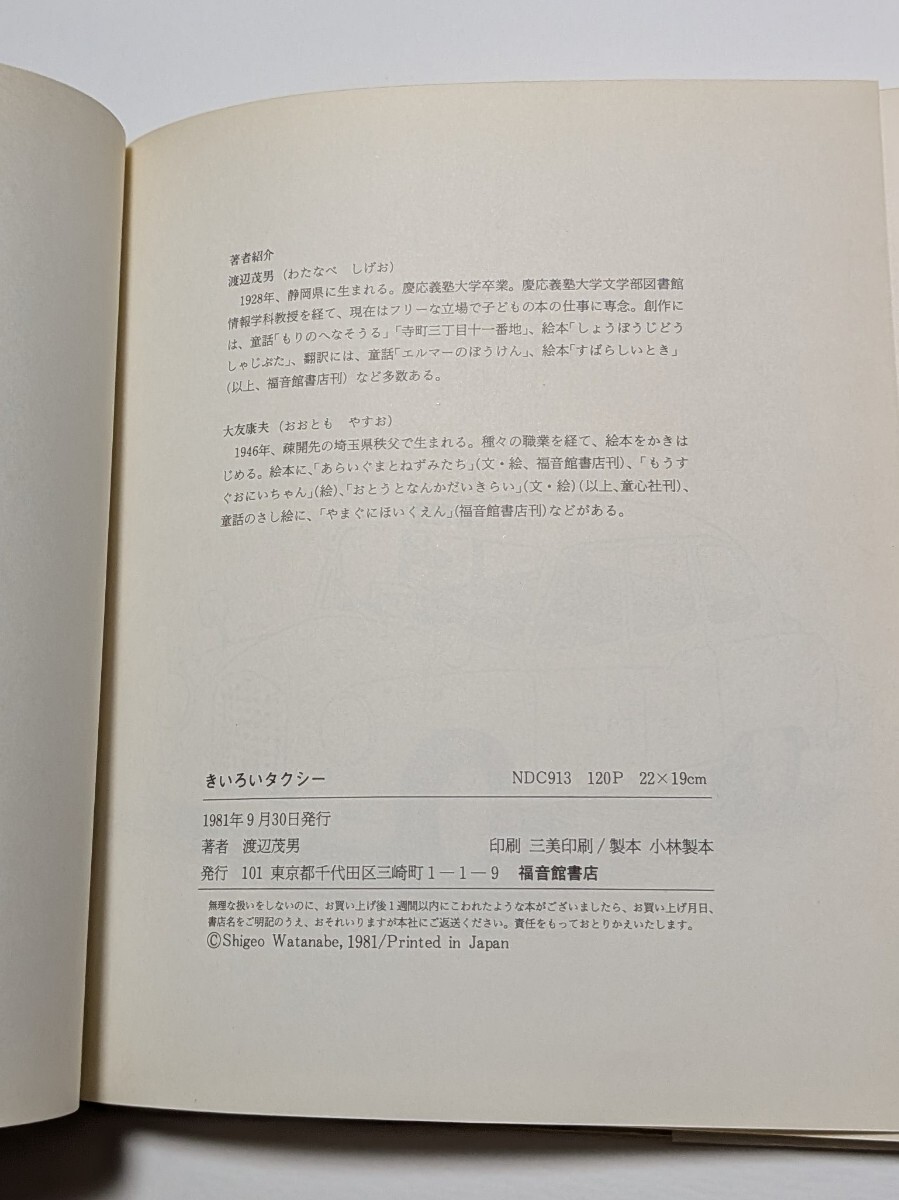 著者紹介
渡辺茂男(わたなべ　しげお)
1928年、静岡県に生まれる。慶応義塾大学卒業。慶応義塾大学文学部図書館
情報学科教授を経て、現在はフリーな立場で子どもの本の仕事に専念。創作に
は、童話「もりのへなそうる」「寺町三丁目十一番地」、絵本「しょうぼうじどう
しゃじぷた」、翻訳には、童話「エルマーのぼうけん」、絵本「すばらしいとき」
(以上、福音館書店刊) など多数ある。
大友康夫(おおとも　やすお)
1946年、疎開先の埼玉県秩父で生まれる。種々の職業を経て、絵本をかきは
じめる。絵本に、「あらいぐまとねずみたち」(文・絵、福音館書店刊)、「もうす
ぐおにいちゃん」(絵)、「おとうとなんかだいきらい」(文・絵)(以上、童心社刊)、
童話のさし絵に、「やまぐにほいくえん」(福音館書店刊)などがある。
きいろいタクシー　NDC913　120P　22×19cm
1981年9月30日発行
著者　渡辺茂男　印刷 三美印刷/製本 小林製本
発行　101 東京都千代田区三崎町1－1－9　福音館書店
無理な扱いをしないのに、お買い上げ後1週間以内にこわれたような本がございましたら、お買い上げ月日、
書店名をご明記のうえ、おそれいりますが本社にご返送ください。責任をもっておとりかえいたします。
©Shigeo Watanabe, 1981/Printed in Japan